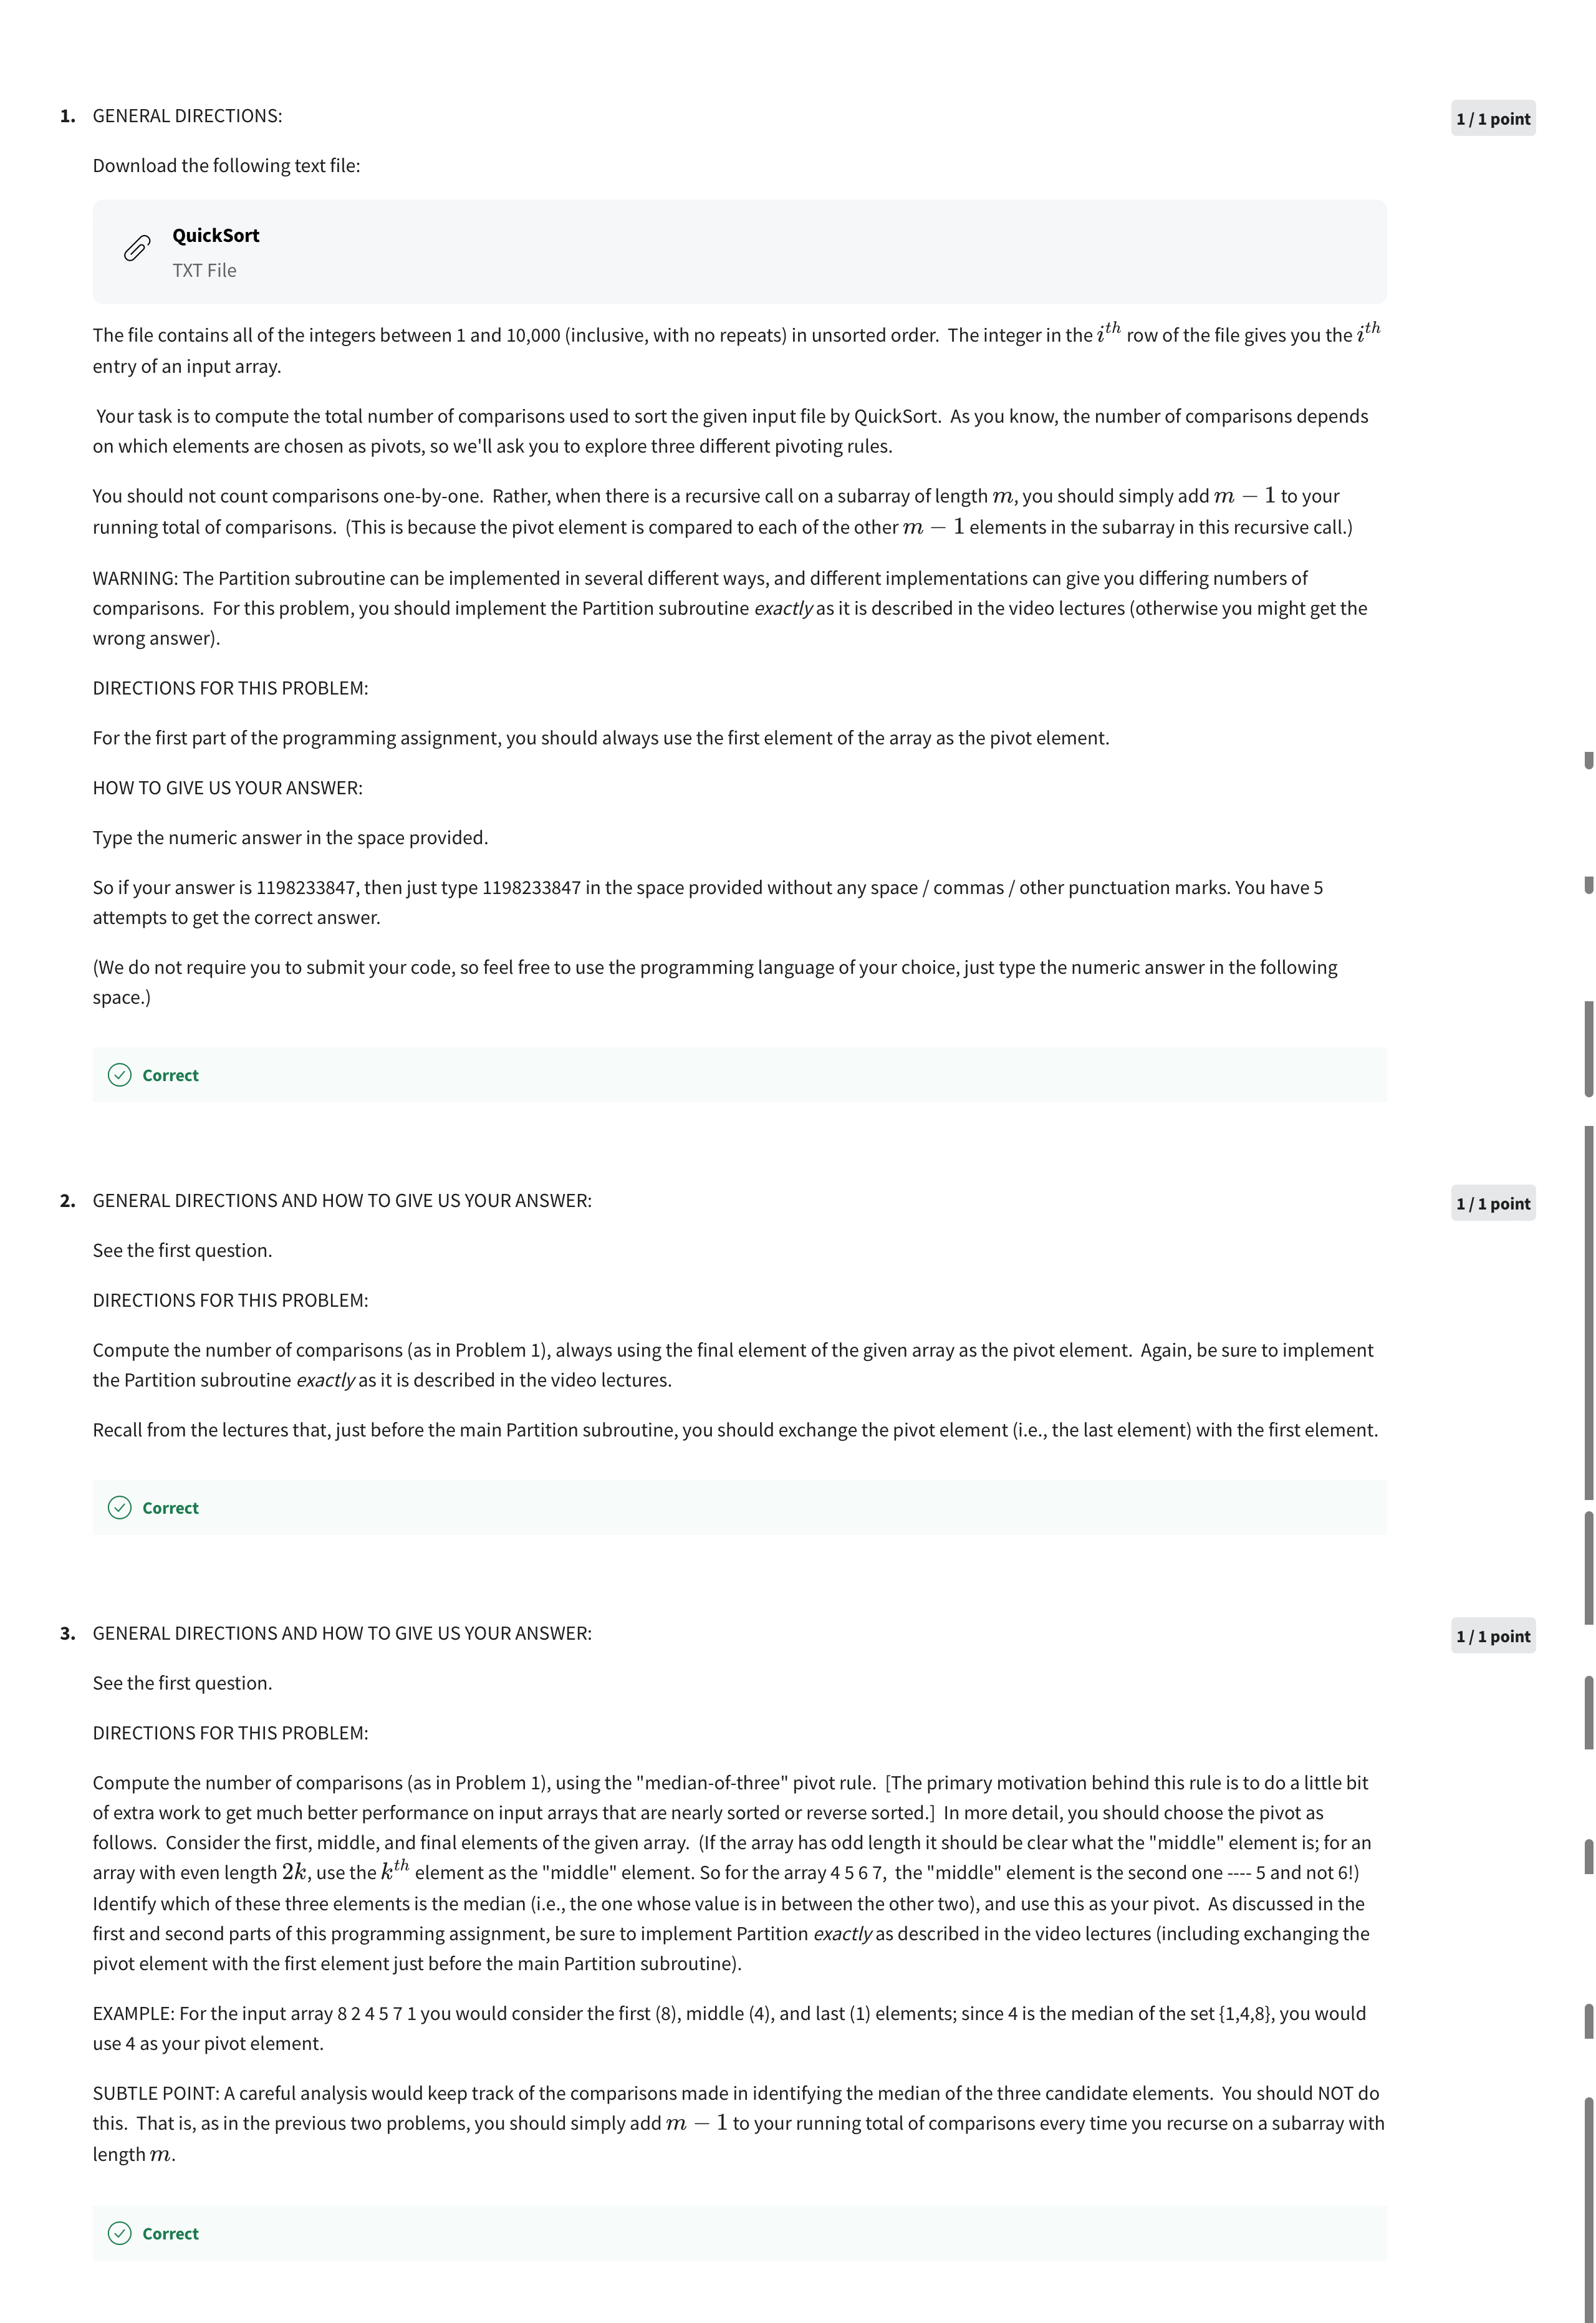 1. GENERAL DIRECTIONS:
1 / 1 point
Download the following text file:
QuickSort
TXT File
The file contains all of the integers between 1 and 10,000 (inclusive, with no repeats) in unsorted order. The integer in the i^th row of the file gives you the i^th
entry of an input array.
Your task is to compute the total number of comparisons used to sort the given input file by QuickSort. As you know, the number of comparisons depends
on which elements are chosen as pivots, so we'll ask you to explore three different pivoting rules.
You should not count comparisons one-by-one. Rather, when there is a recursive call on a subarray of length m, you should simply add m − 1 to your
running total of comparisons. (This is because the pivot element is compared to each of the other m − 1 elements in the subarray in this recursive call.)
WARNING: The Partition subroutine can be implemented in several different ways, and different implementations can give you differing numbers of
comparisons. For this problem, you should implement the Partition subroutine exactly as it is described in the video lectures (otherwise you might get the
wrong answer).
DIRECTIONS FOR THIS PROBLEM:
For the first part of the programming assignment, you should always use the first element of the array as the pivot element.
HOW TO GIVE US YOUR ANSWER:
Type the numeric answer in the space provided.
So if your answer is 1198233847, then just type 1198233847 in the space provided without any space / commas / other punctuation marks. You have 5
attempts to get the correct answer.
(We do not require you to submit your code, so feel free to use the programming language of your choice, just type the numeric answer in the following
space.)
Correct
2. GENERAL DIRECTIONS AND HOW TO GIVE US YOUR ANSWER:
1 / 1 point
See the first question.
DIRECTIONS FOR THIS PROBLEM:
Compute the number of comparisons (as in Problem 1), always using the final element of the given array as the pivot element. Again, be sure to implement
the Partition subroutine exactly as it is described in the video lectures.
Recall from the lectures that, just before the main Partition subroutine, you should exchange the pivot element (i.e., the last element) with the first element.
Correct
3. GENERAL DIRECTIONS AND HOW TO GIVE US YOUR ANSWER:
1 / 1 point
See the first question.
DIRECTIONS FOR THIS PROBLEM:
Compute the number of comparisons (as in Problem 1), using the "median-of-three" pivot rule. [The primary motivation behind this rule is to do a little bit
of extra work to get much better performance on input arrays that are nearly sorted or reverse sorted.] In more detail, you should choose the pivot as
follows. Consider the first, middle, and final elements of the given array. (If the array has odd length it should be clear what the "middle" element is; for an
array with even length 2k, use the k^th element as the "middle" element. So for the array 4 5 6 7, the "middle" element is the second one ---- 5 and not 6!)
Identify which of these three elements is the median (i.e., the one whose value is in between the other two), and use this as your pivot. As discussed in the
first and second parts of this programming assignment, be sure to implement Partition exactly as described in the video lectures (including exchanging the
pivot element with the first element just before the main Partition subroutine).
EXAMPLE: For the input array 8 2 4 5 7 1 you would consider the first (8), middle (4), and last (1) elements; since 4 is the median of the set {1,4,8}, you would
use 4 as your pivot element.
SUBTLE POINT: A careful analysis would keep track of the comparisons made in identifying the median of the three candidate elements. You should NOT do
this. That is, as in the previous two problems, you should simply add m − 1 to your running total of comparisons every time you recurse on a subarray with
length m.
Correct